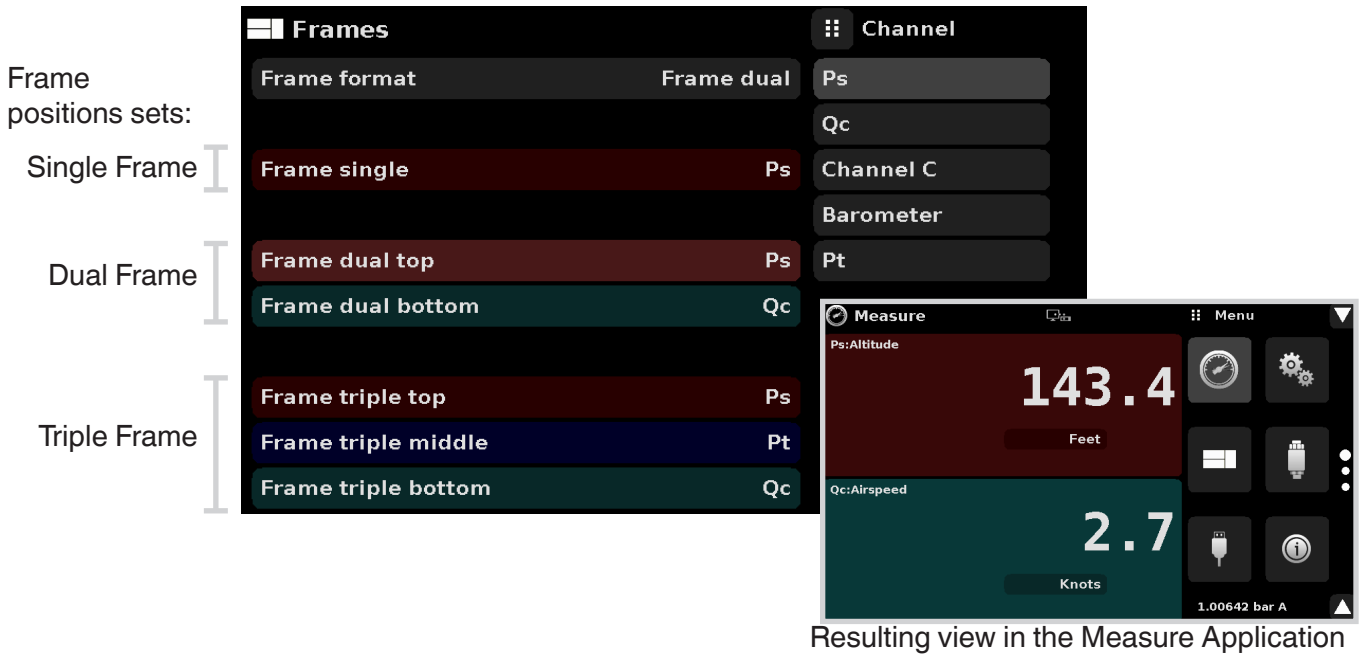 Frames
Channel
Frame
positions sets:
Frame format Frame dual
Ps
Qc
Single Frame
Frame single Ps
Channel C
Barometer
Dual Frame
Frame dual top Ps
Pt
Frame dual bottom Qc
Triple Frame
Frame triple top Ps
Frame triple middle Pt
Frame triple bottom Qc
Measure
Menu
Ps:Altitude
143.4
Feet
Qc:Airspeed
2.7
Knots
1.00642 bar A
Resulting view in the Measure Application